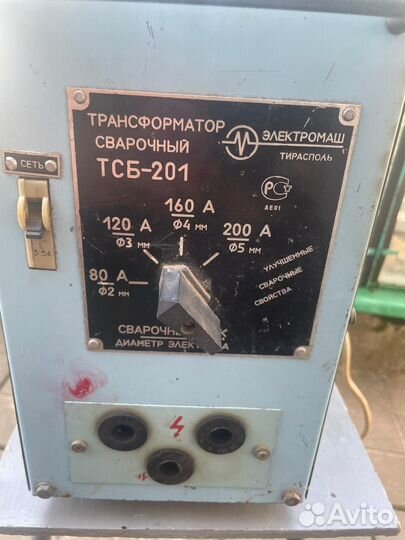 ТРАНСФОРМАТОР
СВАРОЧНЫЙ
ТСБ-201
ЭЛЕКТРОМАШ
ТИРАСПОЛЬ
СЕТЬ
АЕ01
160 А
Ф4 ММ
120 А
Ф3 ММ
200 А
Ф5 ММ
80 А
Ф2 ММ
УЛУЧШЕННЫЕ
СВАРОЧНЫЕ
СВОЙСТВА
ДИАМЕТР
Avito